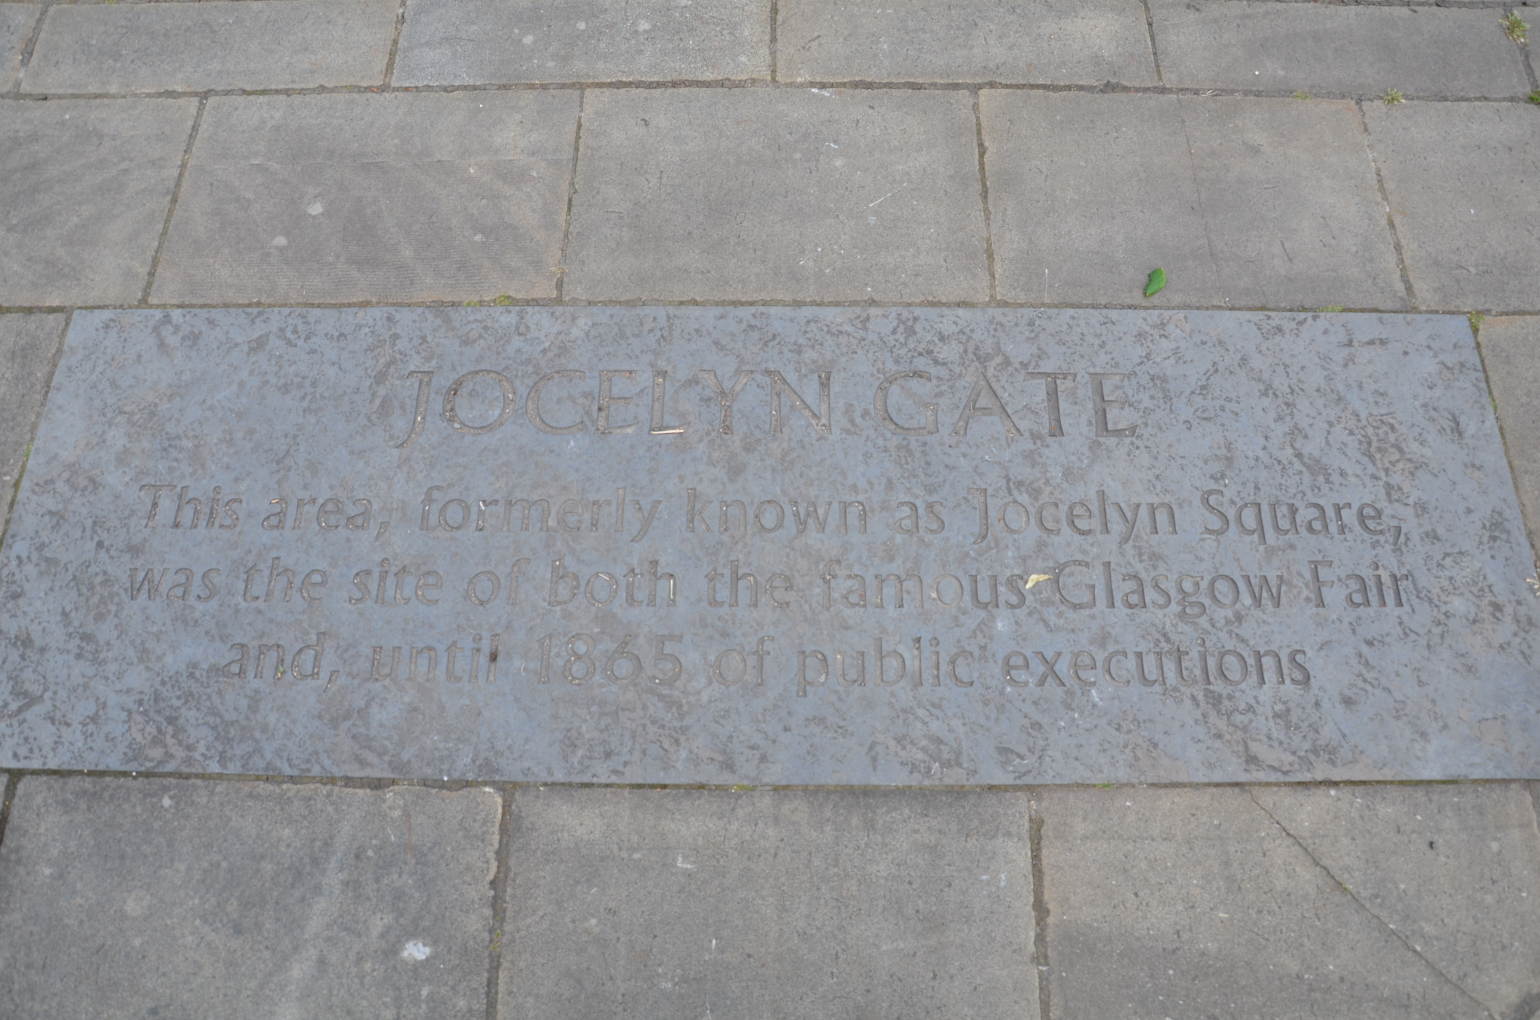 JOCELYN GATE
This area, formerly known as Jocelyn Square,
was the site of both the famous Glasgow Fair
and, until 1865 of public executions